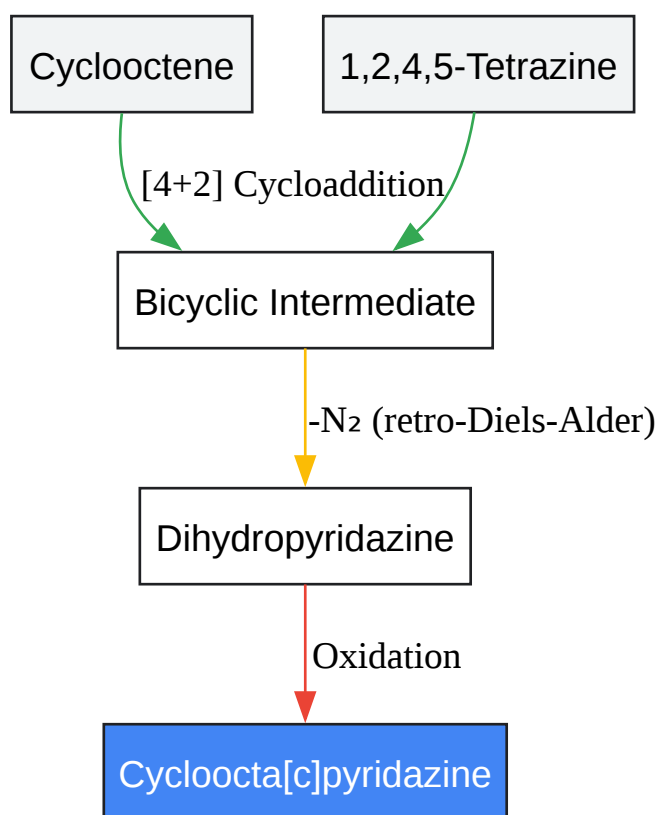 Cyclooctene
1,2,4,5-Tetrazine
[4+2] Cycloaddition
Bicyclic Intermediate
-N₂ (retro-Diels-Alder)
Dihydropyridazine
Oxidation
Cycloocta[c]pyridazine